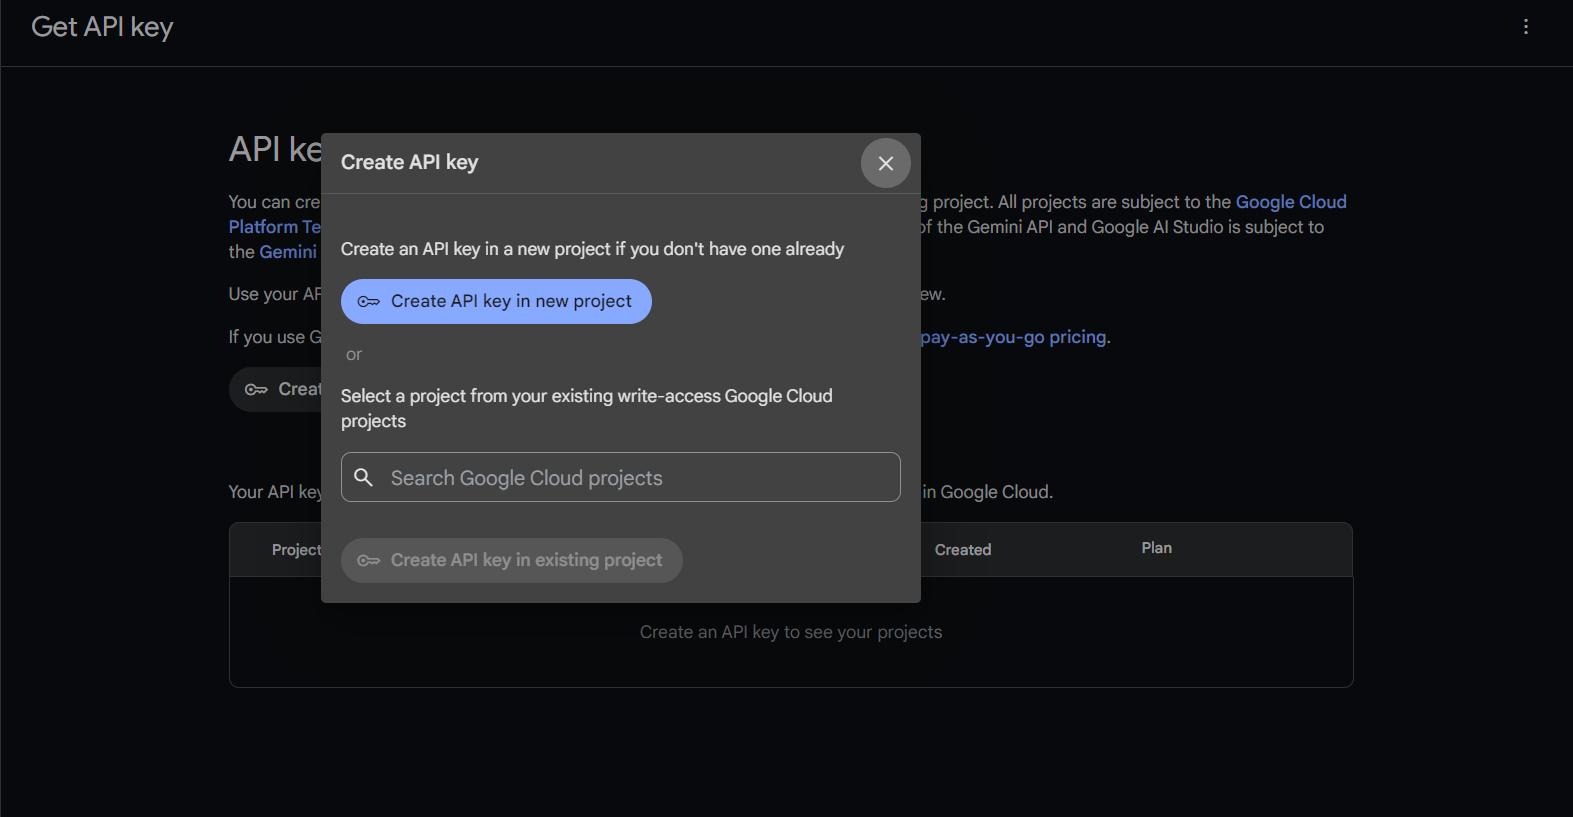 Get API key
API ke
You can cre
g project. All projects are subject to the Google Cloud
Platform Te
of the Gemini API and Google AI Studio is subject to
the Gemini
Use your AP
ew.
If you use G
pay-as-you-go pricing.
Creat
Your API key
in Google Cloud.
Project
Created
Plan
Create an API key to see your projects
Create API key
Create an API key in a new project if you don't have one already
Create API key in new project
or
Select a project from your existing write-access Google Cloud
projects
Search Google Cloud projects
Create API key in existing project